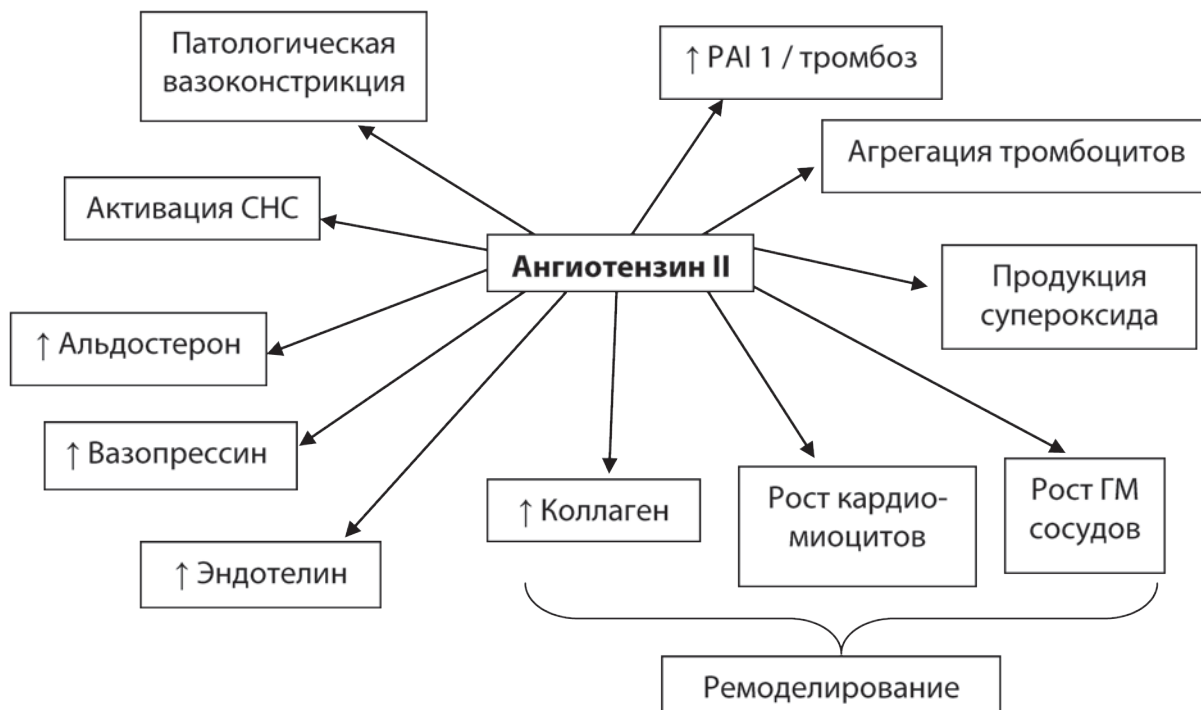 Патологическая
вазоконстрикция
↑ PAI 1 / тромбоз
Агрегация тромбоцитов
Активация СНС
Ангиотензин II
Продукция
супероксида
↑ Альдостерон
↑ Вазопрессин
↑ Эндотелин
↑ Коллаген
Рост кардио-
миоцитов
Рост ГМ
сосудов
Ремоделирование